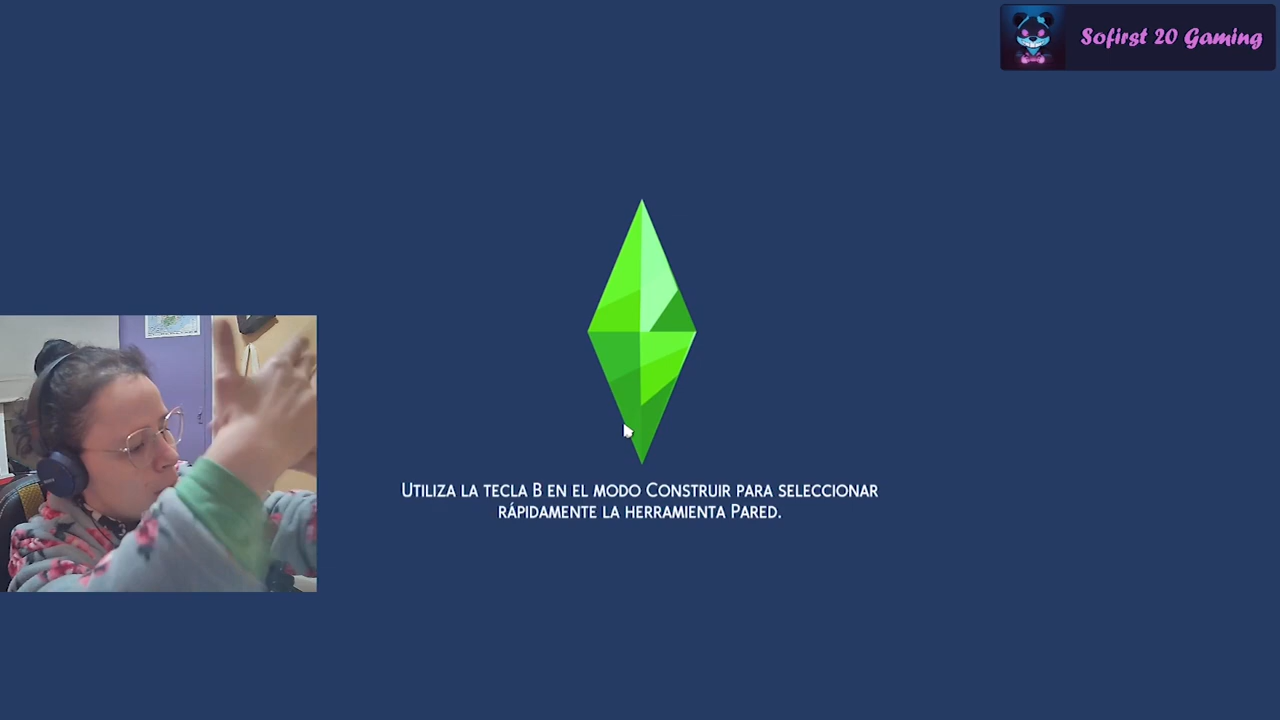 Sofirst 20 Gaming
UTILIZA LA TECLA B EN EL MODO CONSTRUIR PARA SELECCIONAR
RÁPIDAMENTE LA HERRAMIENTA PARED.